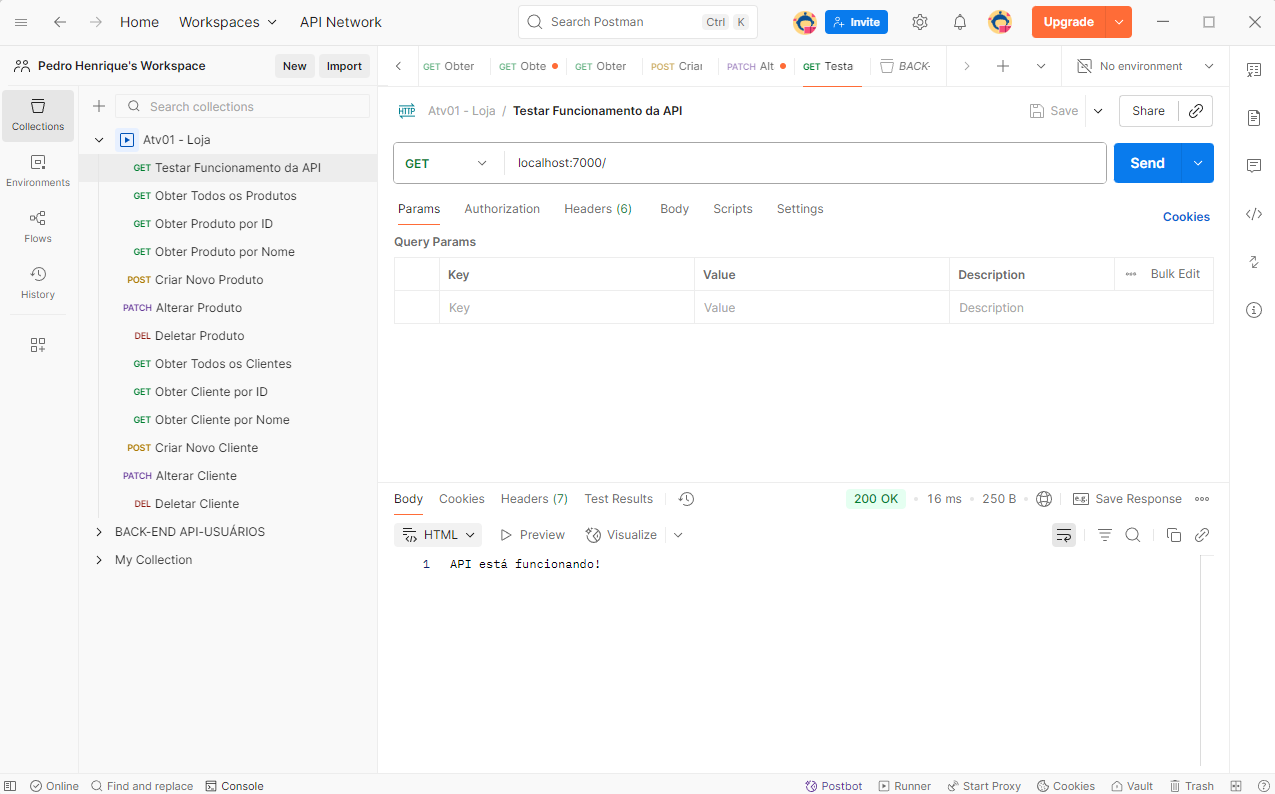 Home Workspaces API Network Search Postman Ctrl K Invite Upgrade
Pedro Henrique's Workspace New Import
GET Obter GET Obte GET Obter POST Criar PATCH Alt GET Testa BACK- No environment
Collections
Environments
Flows
History
Search collections
Atv01 - Loja
GET Testar Funcionamento da API
GET Obter Todos os Produtos
GET Obter Produto por ID
GET Obter Produto por Nome
POST Criar Novo Produto
PATCH Alterar Produto
DEL Deletar Produto
GET Obter Todos os Clientes
GET Obter Cliente por ID
GET Obter Cliente por Nome
POST Criar Novo Cliente
PATCH Alterar Cliente
DEL Deletar Cliente
BACK-END API-USUÁRIOS
My Collection
HTTP Atv01 - Loja / Testar Funcionamento da API Save Share
GET localhost:7000/ Send
Params Authorization Headers (6) Body Scripts Settings Cookies
Query Params
Key Value Description Bulk Edit
Key Value Description
Body Cookies Headers (7) Test Results 200 OK 16 ms 250 B e.g. Save Response
HTML Preview Visualize
1 API está funcionando!
Online Find and replace Console Postbot Runner Start Proxy Cookies Vault Trash